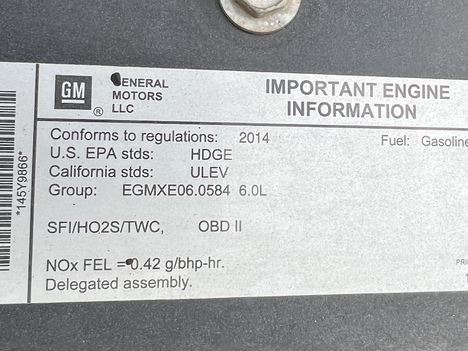 GM
®
GENERAL
MOTORS
LLC
IMPORTANT ENGINE
INFORMATION
*145Y9866*
Conforms to regulations: 2014 Fuel: Gasoline
U.S. EPA stds: HDGE
California stds: ULEV
Group: EGMXE06.0584 6.0L
SFI/HO2S/TWC, OBD II
NOx FEL = 0.42 g/bhp-hr.
Delegated assembly.